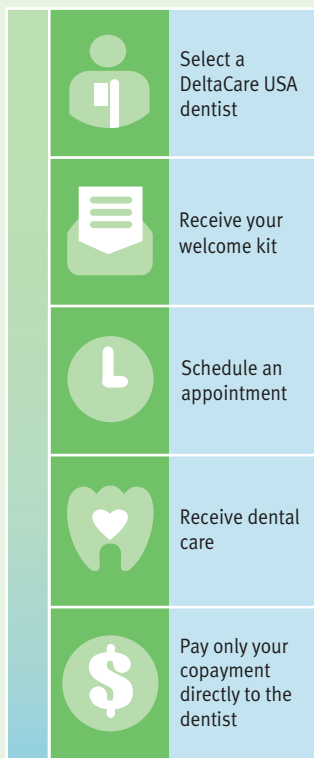 Select a
DeltaCare USA
dentist
Receive your
welcome kit
Schedule an
appointment
Receive dental
care
Pay only your
copayment
directly to the
dentist